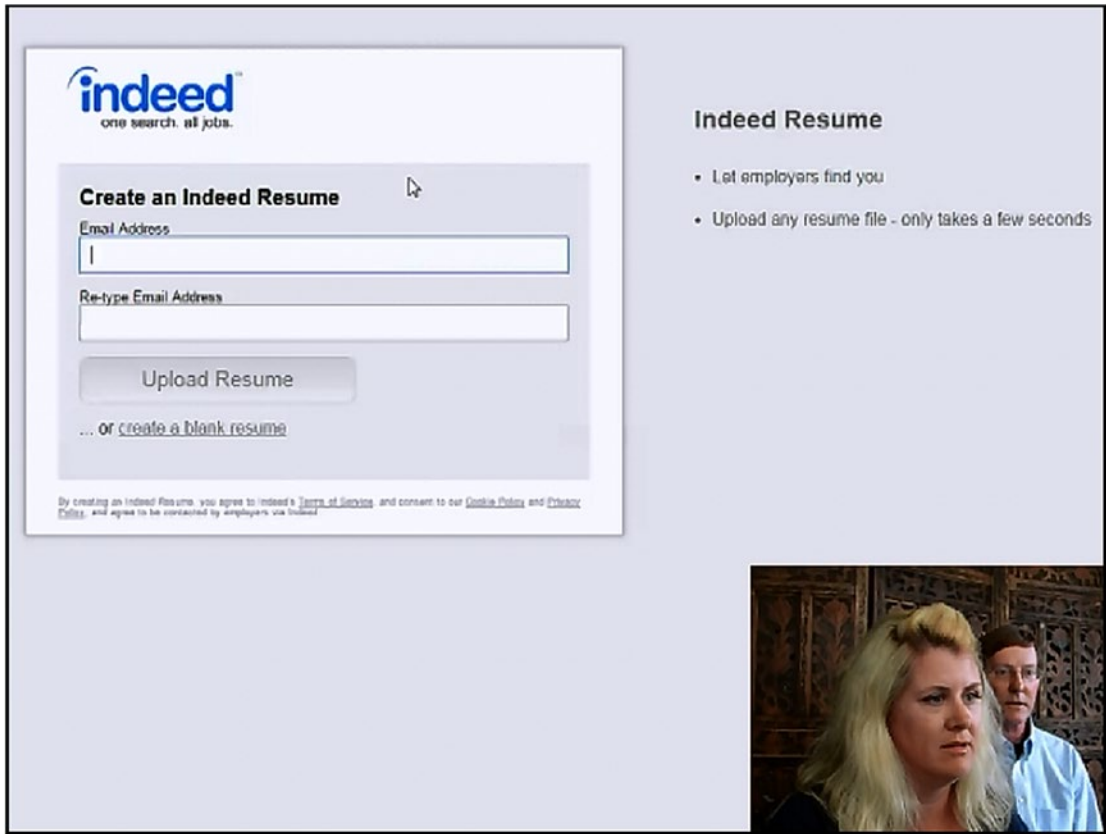 indeed
one search. all jobs.
Create an Indeed Resume
Email Address
Re-type Email Address
Upload Resume
... or create a blank resume
By creating an Indeed Resume, you agree to Indeed's Terms of Service, and consent to our Cookie Policy and Privacy
Policy, and agree to be contacted by employers via Indeed
Indeed Resume
• Let employers find you
• Upload any resume file - only takes a few seconds